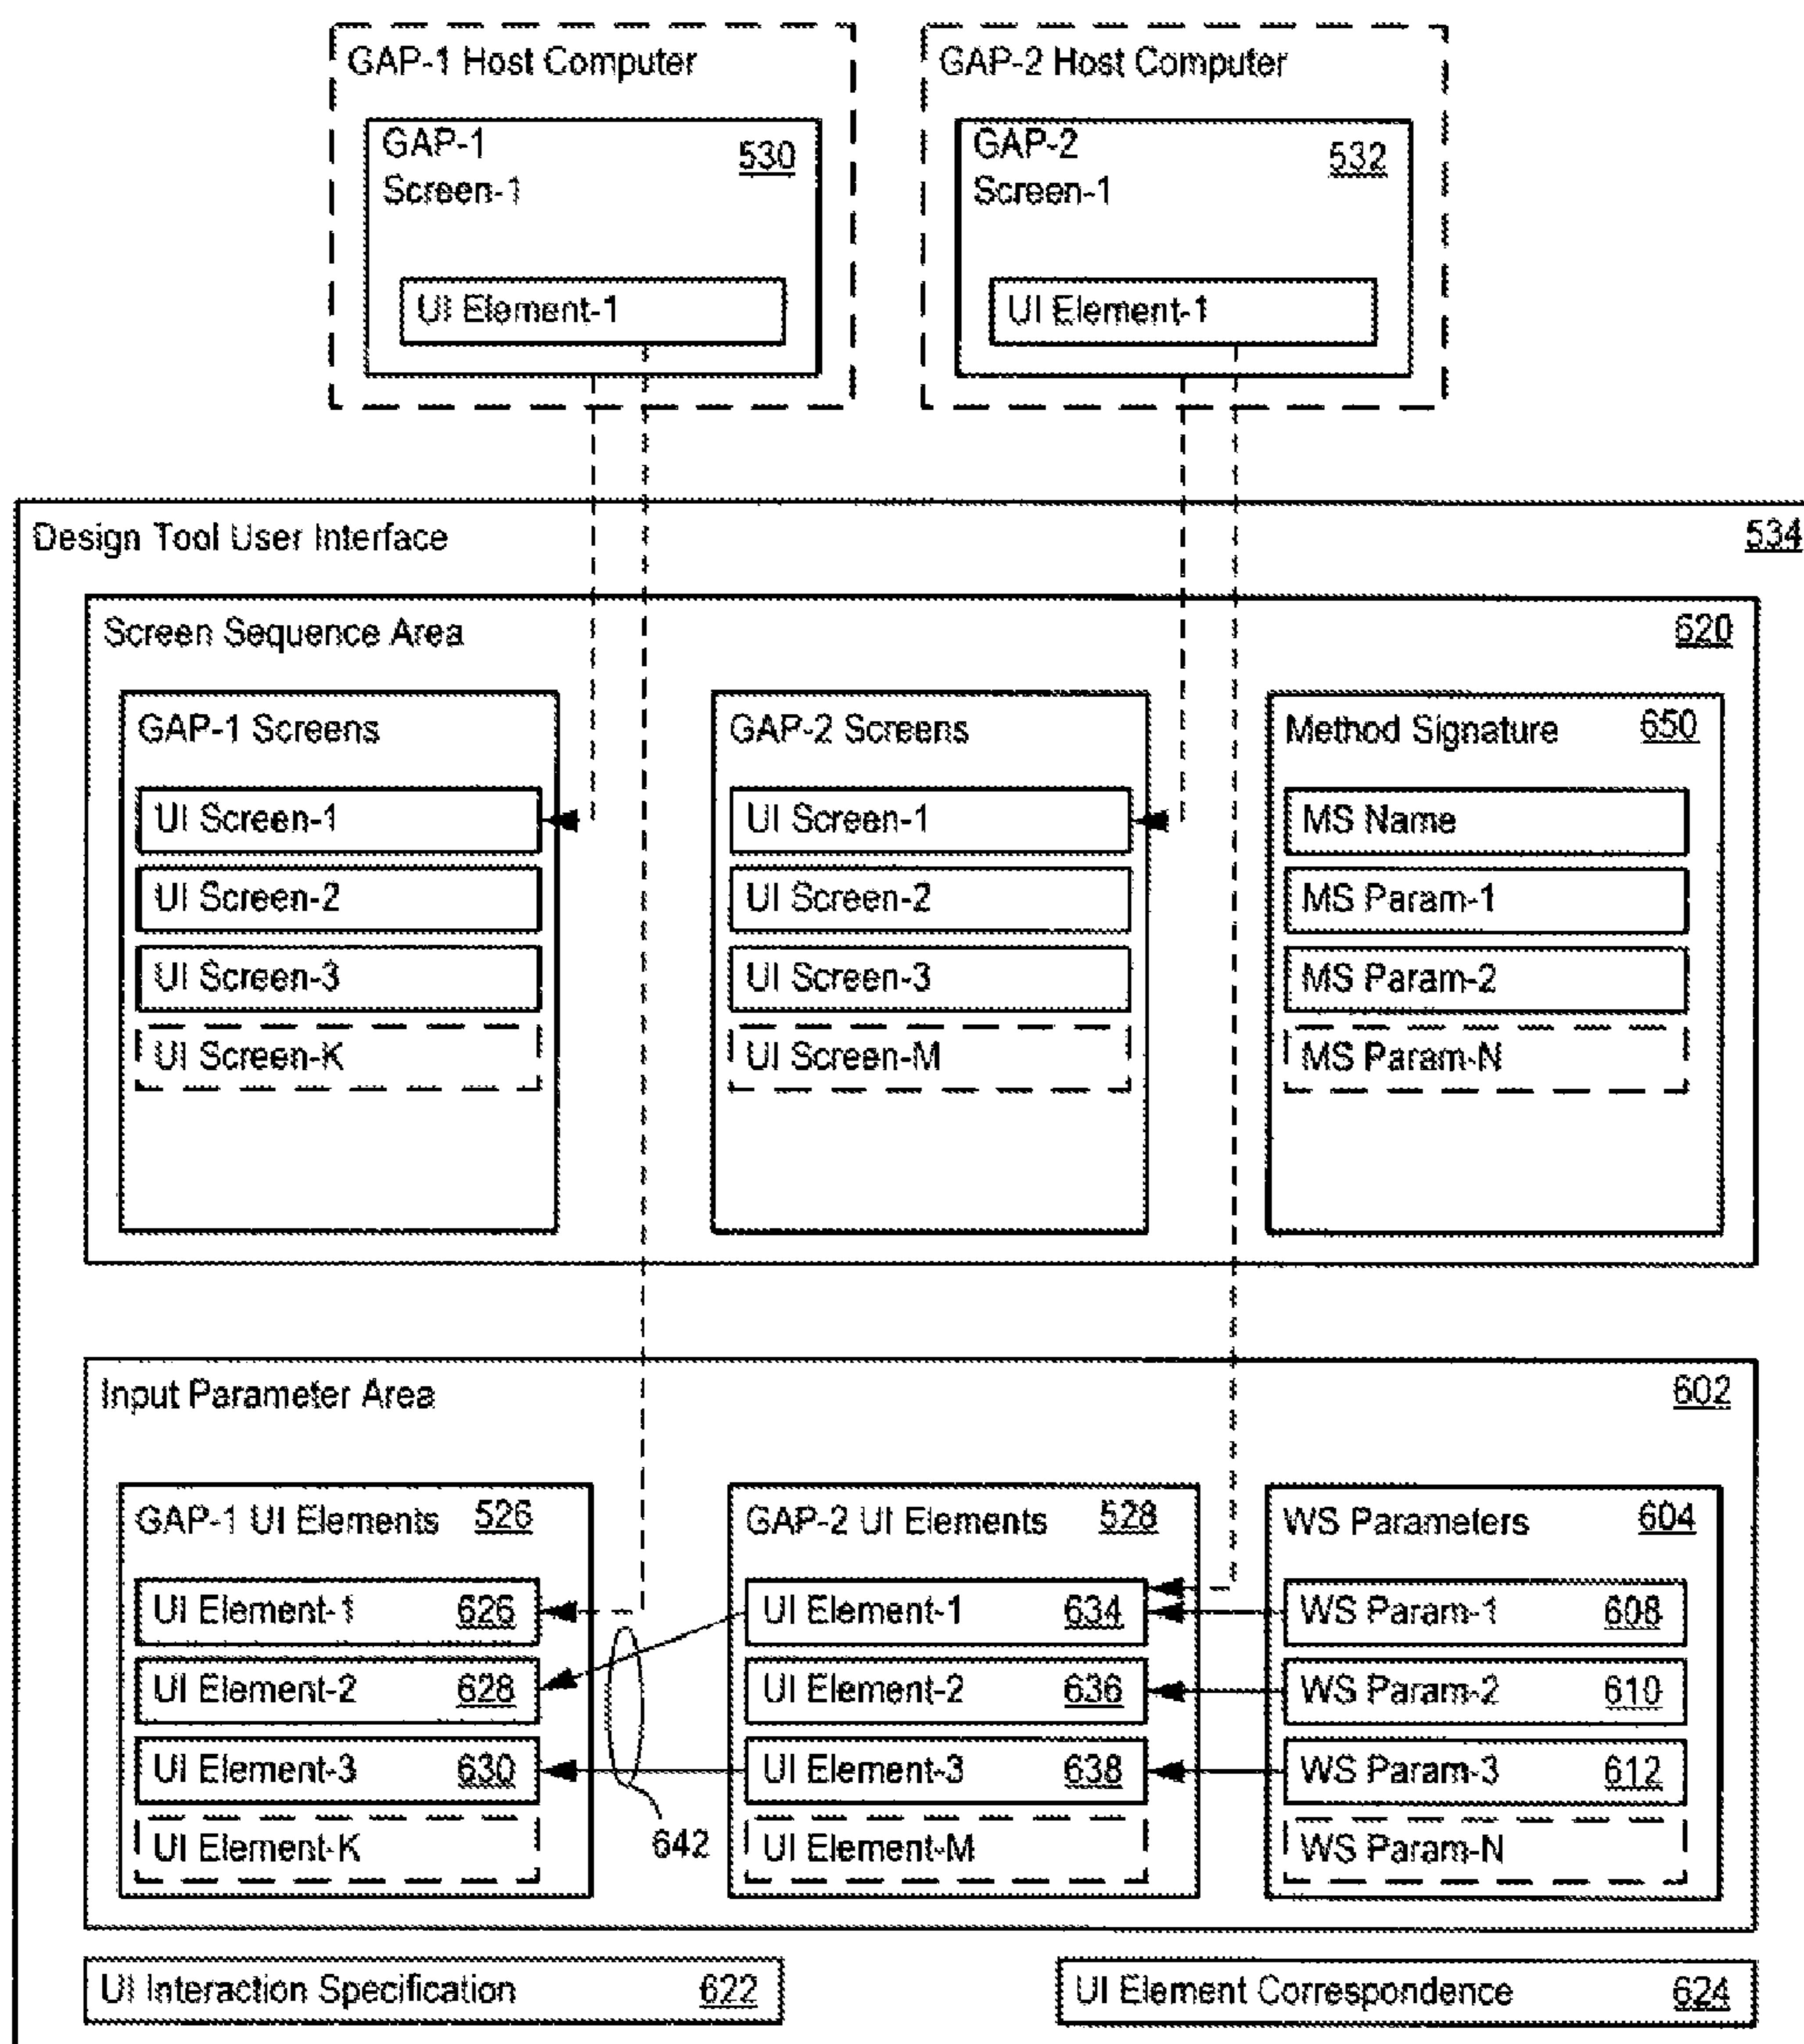 GAP-1 Host Computer
GAP-1
Screen-1
530
UI Element-1
GAP-2 Host Computer
GAP-2
Screen-1
532
UI Element-1
Design Tool User Interface 534
Screen Sequence Area 620
GAP-1 Screens
UI Screen-1
UI Screen-2
UI Screen-3
UI Screen-K
GAP-2 Screens
UI Screen-1
UI Screen-2
UI Screen-3
UI Screen-M
Method Signature 650
MS Name
MS Param-1
MS Param-2
MS Param-N
Input Parameter Area 602
GAP-1 UI Elements 526
UI Element-1 626
UI Element-2 628
UI Element-3 630
UI Element-K
642
GAP-2 UI Elements 528
UI Element-1 634
UI Element-2 636
UI Element-3 638
UI Element-M
WS Parameters 604
WS Param-1 608
WS Param-2 610
WS Param-3 612
WS Param-N
UI Interaction Specification 622
UI Element Correspondence 624